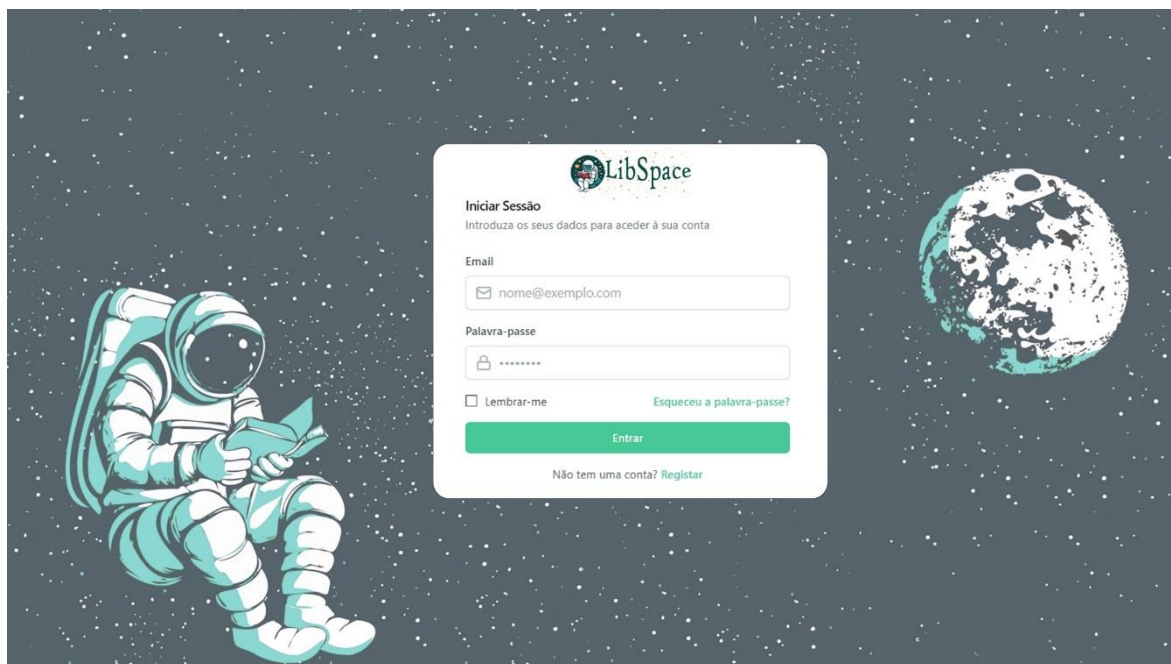 LibSpace
Iniciar Sessão
Introduza os seus dados para aceder à sua conta
Email
nome@exemplo.com
Palavra-passe
••••••••
Lembrar-me Esqueceu a palavra-passe?
Entrar
Não tem uma conta? Registar